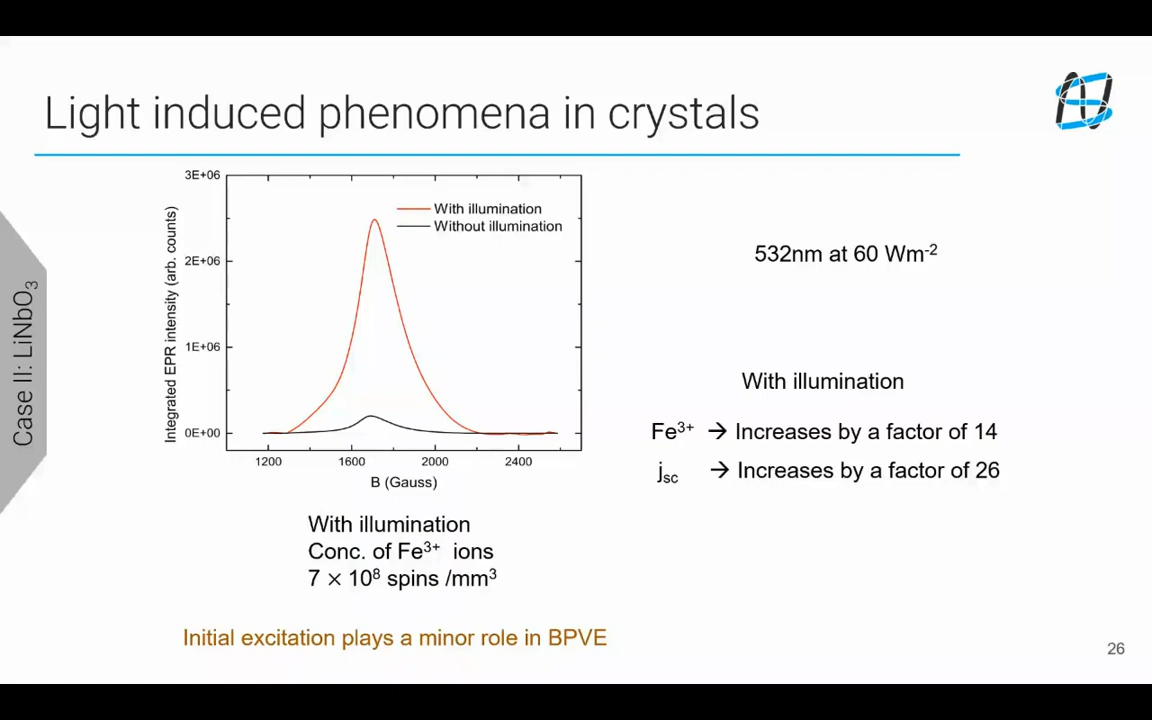 Light induced phenomena in crystals
Case II: LiNbO₃
3E+06
2E+06
1E+06
0E+00
Integrated EPR intensity (arb. counts)
With illumination
Without illumination
1200 1600 2000 2400
B (Gauss)
With illumination
Conc. of Fe³⁺ ions
7 × 10⁸ spins /mm³
Initial excitation plays a minor role in BPVE
532nm at 60 Wm⁻²
With illumination
Fe³⁺ → Increases by a factor of 14
jsc → Increases by a factor of 26
26